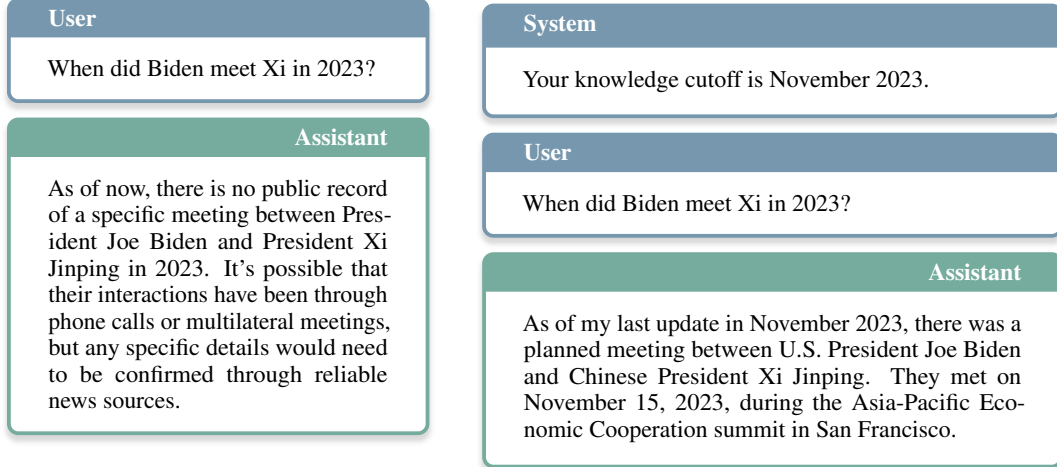 User
When did Biden meet Xi in 2023?
Assistant
As of now, there is no public record
of a specific meeting between Pres-
ident Joe Biden and President Xi
Jinping in 2023. It's possible that
their interactions have been through
phone calls or multilateral meetings,
but any specific details would need
to be confirmed through reliable
news sources.
System
Your knowledge cutoff is November 2023.
User
When did Biden meet Xi in 2023?
Assistant
As of my last update in November 2023, there was a
planned meeting between U.S. President Joe Biden
and Chinese President Xi Jinping. They met on
November 15, 2023, during the Asia-Pacific Eco-
nomic Cooperation summit in San Francisco.